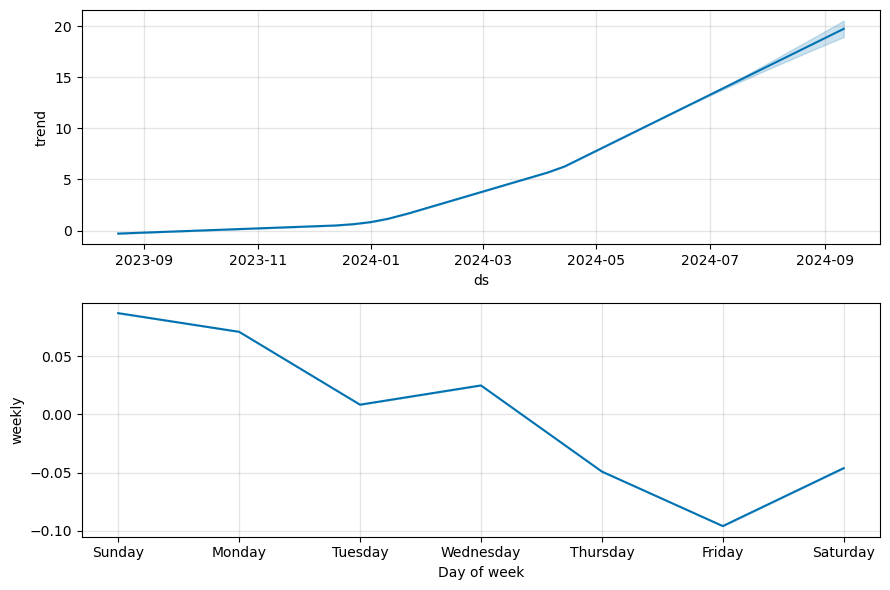 20
15
10
5
0
trend
2023-09 2023-11 2024-01 2024-03 2024-05 2024-07 2024-09
ds
0.05
0.00
−0.05
−0.10
weekly
Sunday Monday Tuesday Wednesday Thursday Friday Saturday
Day of week